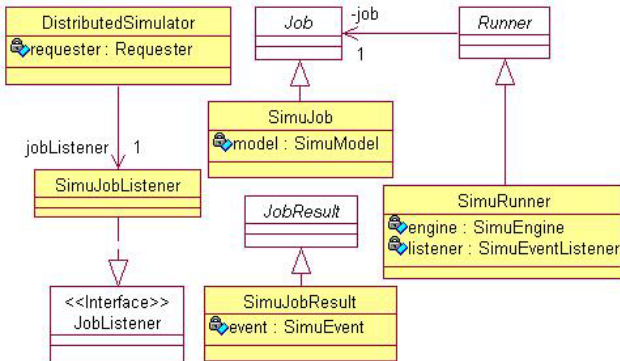 DistributedSimulator
requester : Requester
Job
-job
1
Runner
SimuJob
model : SimuModel
jobListener
1
SimuJobListener
JobResult
SimuRunner
engine : SimuEngine
listener : SimuEventListener
<<Interface>>
JobListener
SimuJobResult
event : SimuEvent